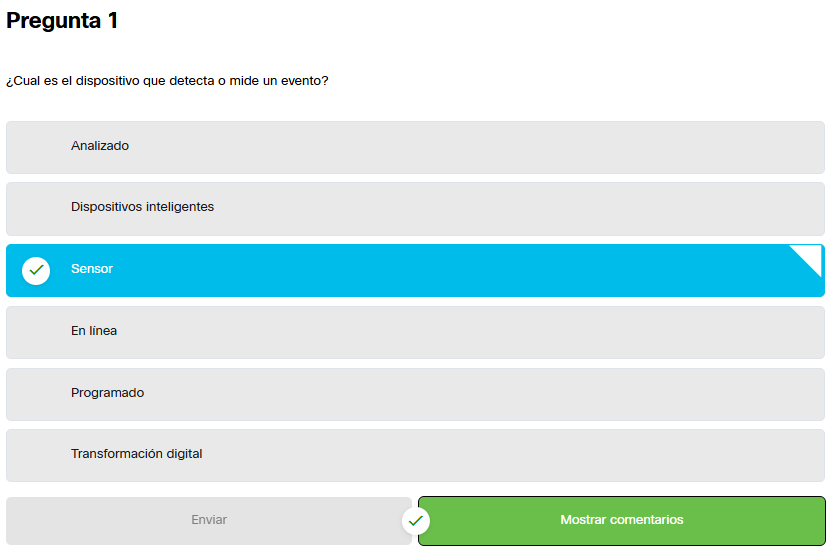 Pregunta 1
¿Cual es el dispositivo que detecta o mide un evento?
Analizado
Dispositivos inteligentes
Sensor
En línea
Programado
Transformación digital
Enviar
Mostrar comentarios